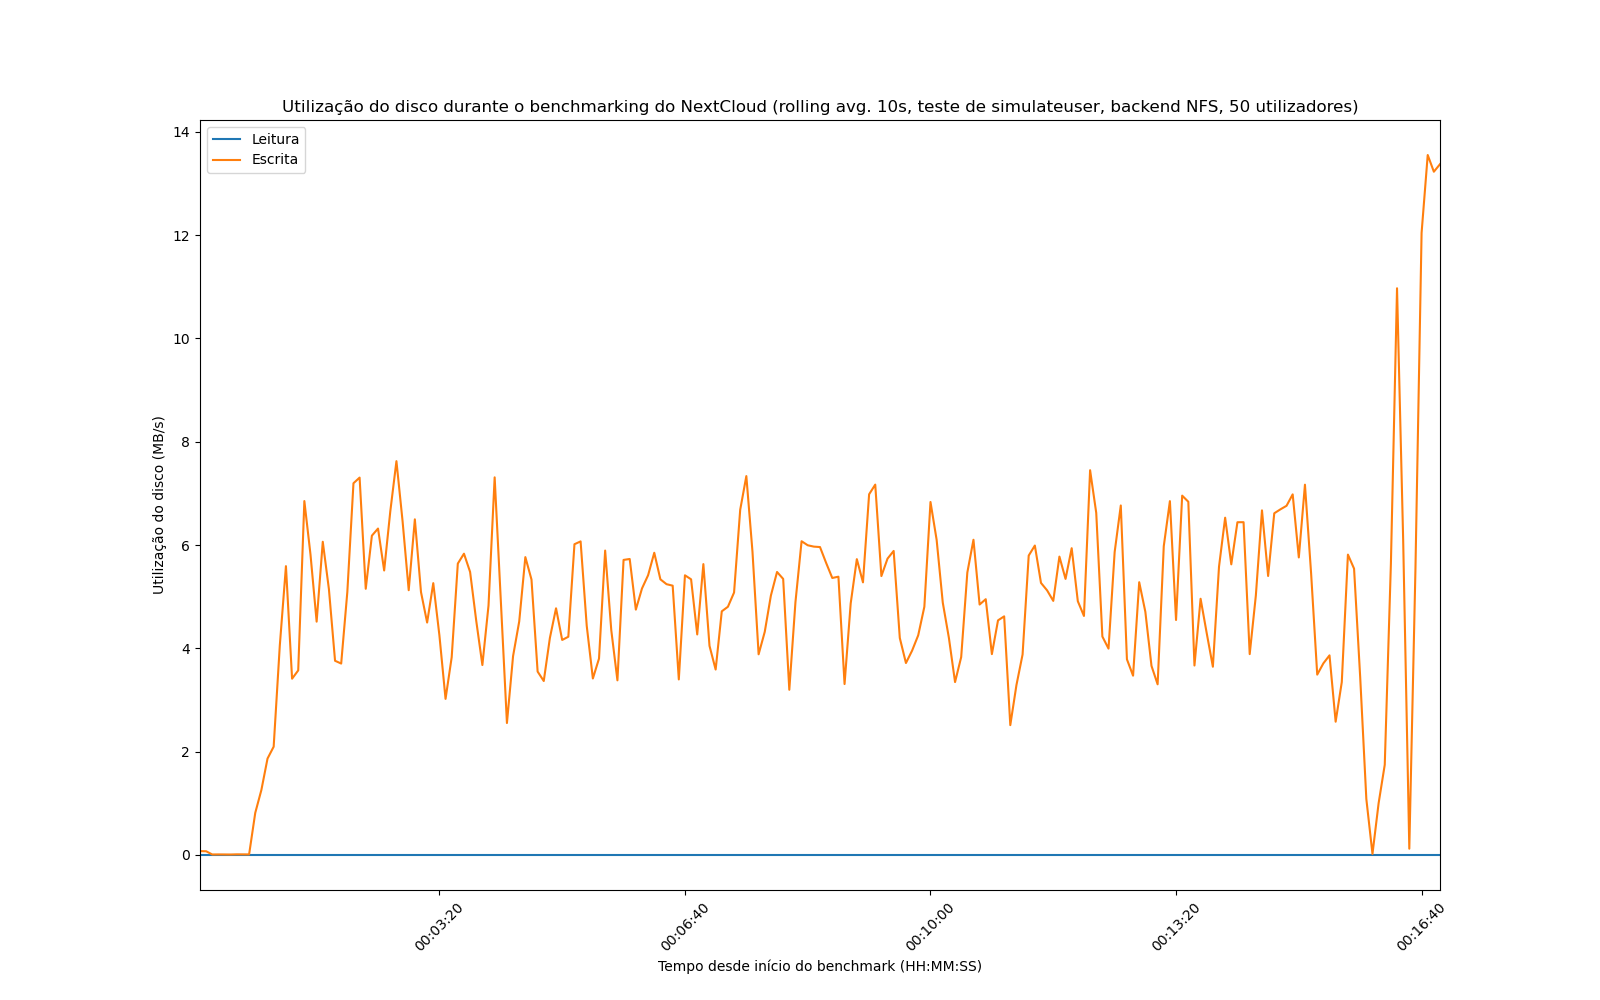 Utilização do disco durante o benchmarking do NextCloud (rolling avg. 10s, teste de simulateuser, backend NFS, 50 utilizadores)
Leitura
Escrita
Utilização do disco (MB/s)
14
12
10
8
6
4
2
0
00:03:20
00:06:40
00:10:00
00:13:20
00:16:40
Tempo desde início do benchmark (HH:MM:SS)